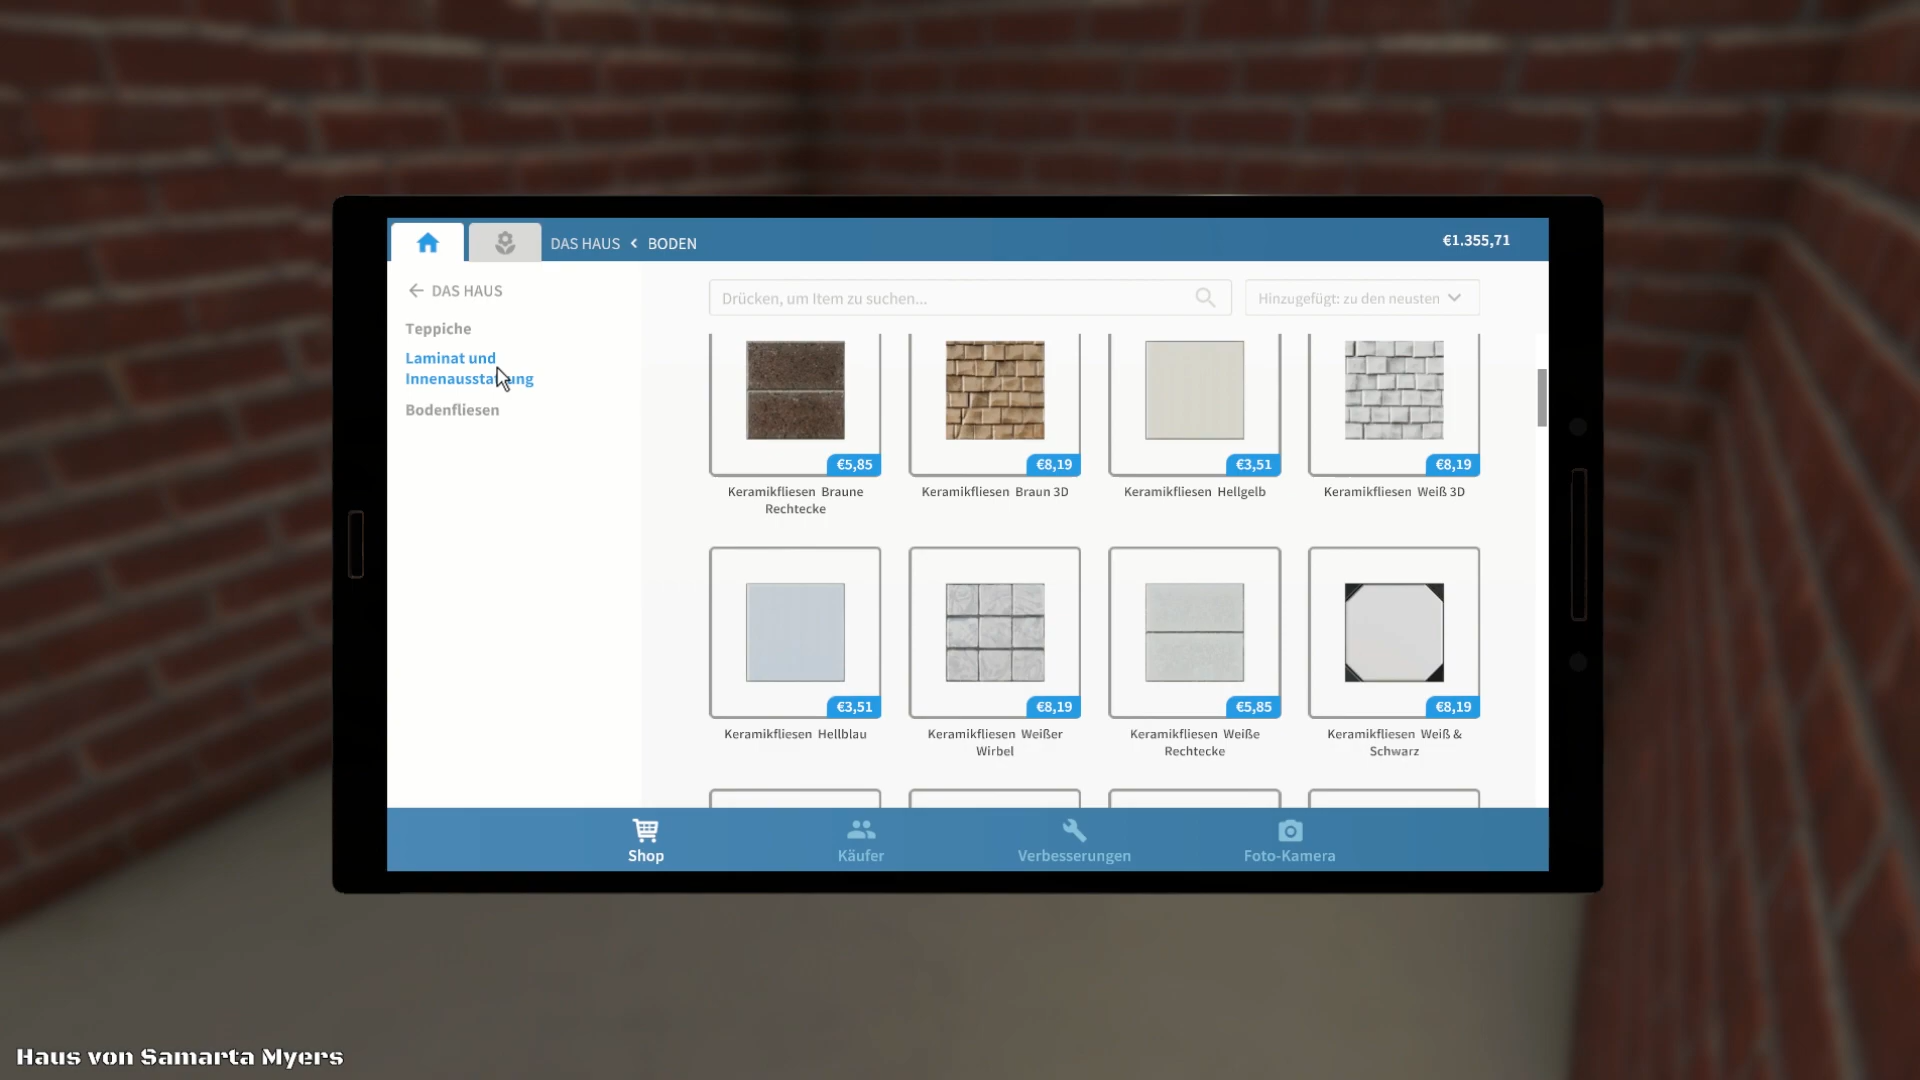 DAS HAUS < BODEN
€1.355,71
DAS HAUS
Teppiche
Laminat und
Innenausstattung
Bodenfliesen
Drücken, um Item zu suchen...
Hinzugefügt: zu den neusten
€5,85
€8,19
€3,51
€8,19
Keramikfliesen Braune
Rechtecke
Keramikfliesen Braun 3D
Keramikfliesen Hellgelb
Keramikfliesen Weiß 3D
€3,51
€8,19
€5,85
€8,19
Keramikfliesen Hellblau
Keramikfliesen Weißer
Wirbel
Keramikfliesen Weiße
Rechtecke
Keramikfliesen Weiß &
Schwarz
Shop
Käufer
Verbesserungen
Foto-Kamera
Haus von Samarta Myers